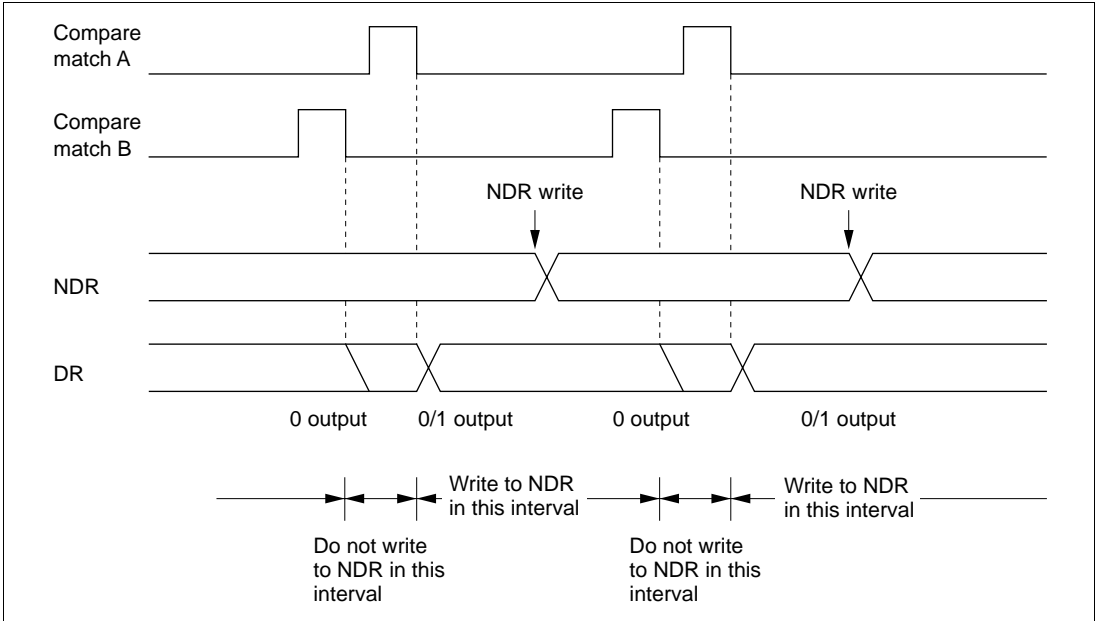 Compare
match A
Compare
match B
NDR write
NDR write
NDR
DR
0 output
0/1 output
0 output
0/1 output
Write to NDR
in this interval
Write to NDR
in this interval
Do not write
to NDR in this
interval
Do not write
to NDR in this
interval